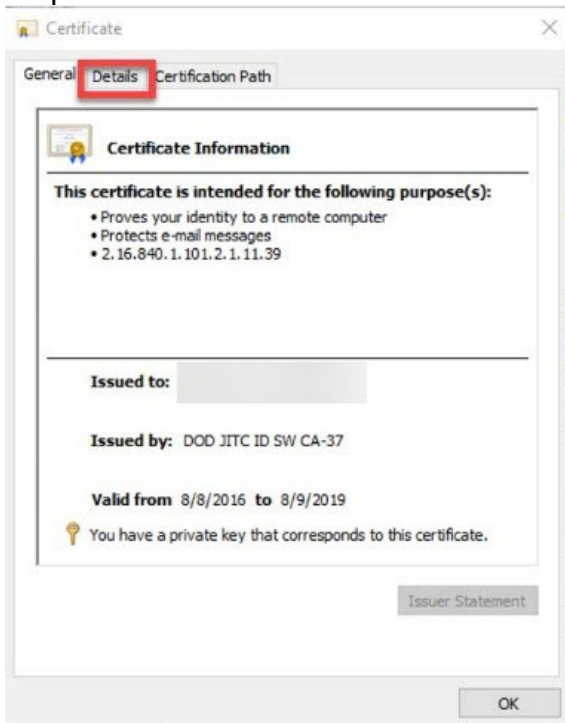 Certificate
General Details Certification Path
Certificate Information
This certificate is intended for the following purpose(s):
• Proves your identity to a remote computer
• Protects e-mail messages
• 2.16.840.1.101.2.1.11.39
Issued to:
Issued by: DOD JITC ID SW CA-37
Valid from 8/8/2016 to 8/9/2019
You have a private key that corresponds to this certificate.
Issuer Statement
OK